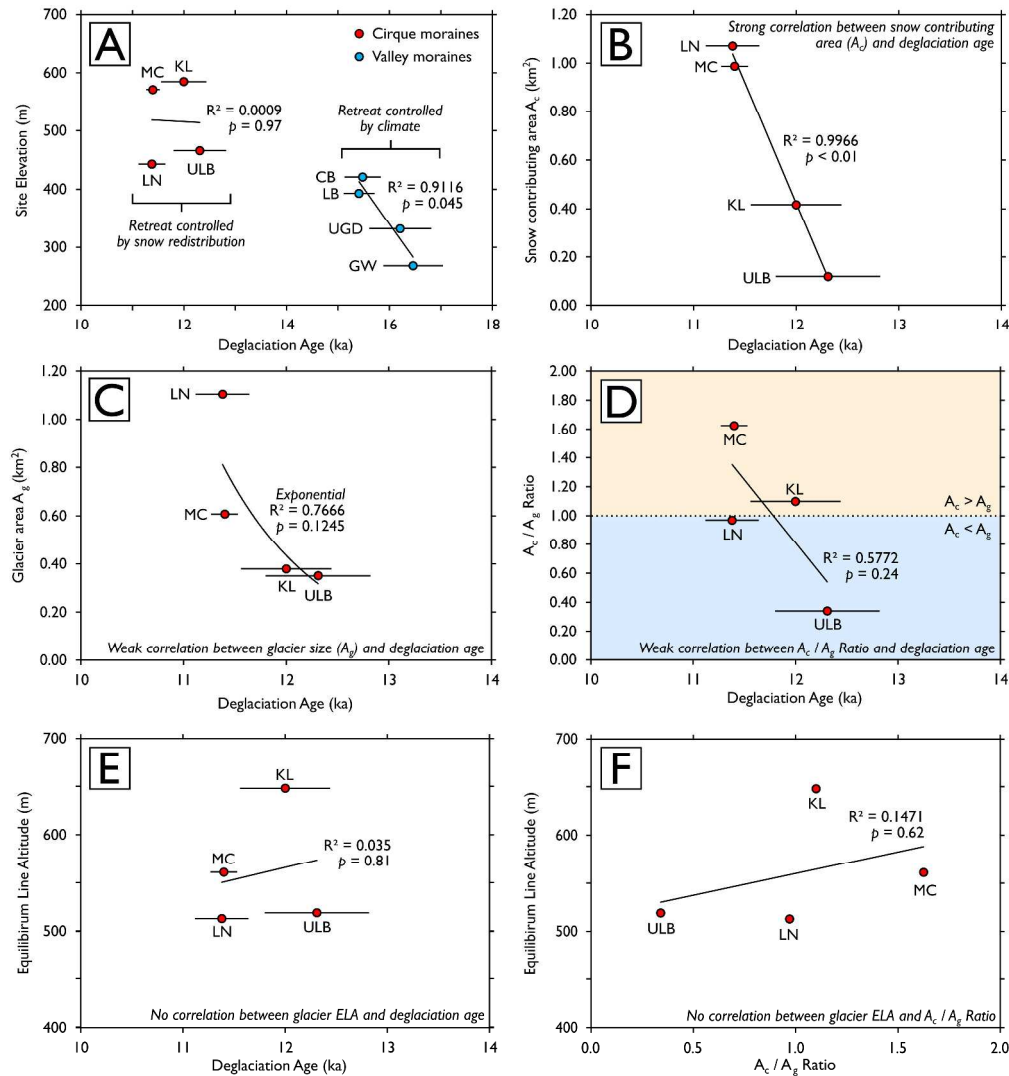 A
700
600
500
400
300
200
Site Elevation (m)
Cirque moraines
Valley moraines
MC
KL
LN
ULB
R² = 0.0009
p = 0.97
Retreat controlled
by snow redistribution
Retreat controlled
by climate
CB
LB
UGD
GW
R² = 0.9116
p = 0.045
10 12 14 16 18
Deglaciation Age (ka)
B
1.20
1.00
0.80
0.60
0.40
0.20
0.00
Snow contributing area Ac (km²)
Strong correlation between snow contributing
area (Ac) and deglaciation age
LN
MC
KL
ULB
R² = 0.9966
p < 0.01
10 11 12 13 14
Deglaciation Age (ka)
C
1.20
1.00
0.80
0.60
0.40
0.20
0.00
Glacier area Ag (km²)
LN
MC
KL
ULB
Exponential
R² = 0.7666
p = 0.1245
Weak correlation between glacier size (Ag) and deglaciation age
10 11 12 13 14
Deglaciation Age (ka)
D
2.00
1.80
1.60
1.40
1.20
1.00
0.80
0.60
0.40
0.20
0.00
Ac / Ag Ratio
MC
KL
LN
ULB
Ac > Ag
Ac < Ag
R² = 0.5772
p = 0.24
Weak correlation between Ac / Ag Ratio and deglaciation age
10 11 12 13 14
Deglaciation Age (ka)
E
700
600
500
400
Equilibirum Line Altitude (m)
KL
MC
LN
ULB
R² = 0.035
p = 0.81
No correlation between glacier ELA and deglaciation age
10 11 12 13 14
Deglaciation Age (ka)
F
700
600
500
400
Equilibirum Line Altitude (m)
KL
MC
ULB
LN
R² = 0.1471
p = 0.62
No correlation between glacier ELA and Ac / Ag Ratio
0.0 0.5 1.0 1.5 2.0
Ac / Ag Ratio